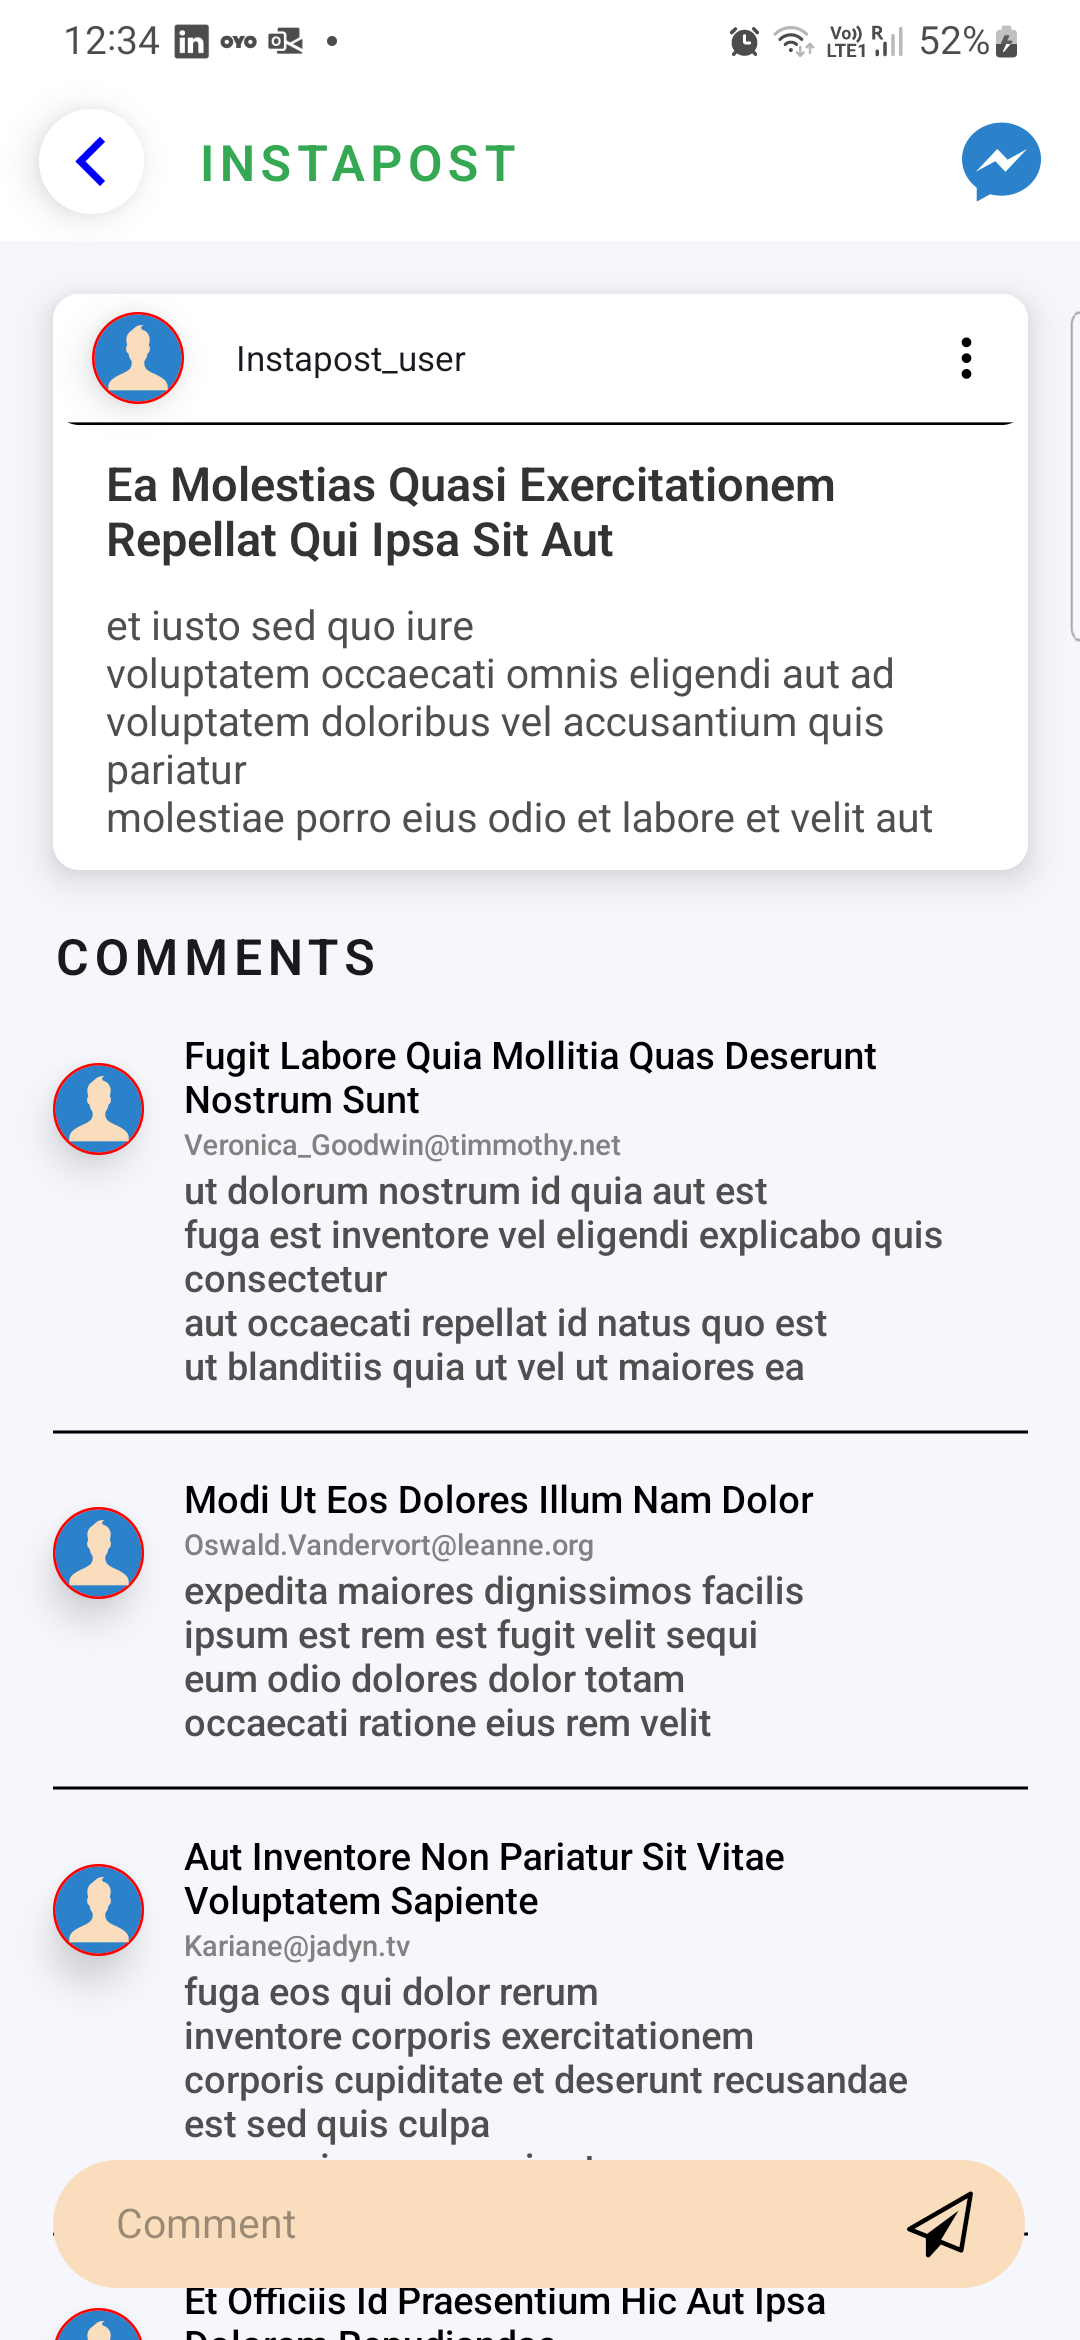 12:34 in OYO Vo)) R LTE1 52%
INSTAPOST
Instapost_user
Ea Molestias Quasi Exercitationem
Repellat Qui Ipsa Sit Aut
et iusto sed quo iure
voluptatem occaecati omnis eligendi aut ad
voluptatem doloribus vel accusantium quis
pariatur
molestiae porro eius odio et labore et velit aut
COMMENTS
Fugit Labore Quia Mollitia Quas Deserunt
Nostrum Sunt
Veronica_Goodwin@timmothy.net
ut dolorum nostrum id quia aut est
fuga est inventore vel eligendi explicabo quis
consectetur
aut occaecati repellat id natus quo est
ut blanditiis quia ut vel ut maiores ea
Modi Ut Eos Dolores Illum Nam Dolor
Oswald.Vandervort@leanne.org
expedita maiores dignissimos facilis
ipsum est rem est fugit velit sequi
eum odio dolores dolor totam
occaecati ratione eius rem velit
Aut Inventore Non Pariatur Sit Vitae
Voluptatem Sapiente
Kariane@jadyn.tv
fuga eos qui dolor rerum
inventore corporis exercitationem
corporis cupiditate et deserunt recusandae
est sed quis culpa
Comment
Et Officiis Id Praesentium Hic Aut Ipsa